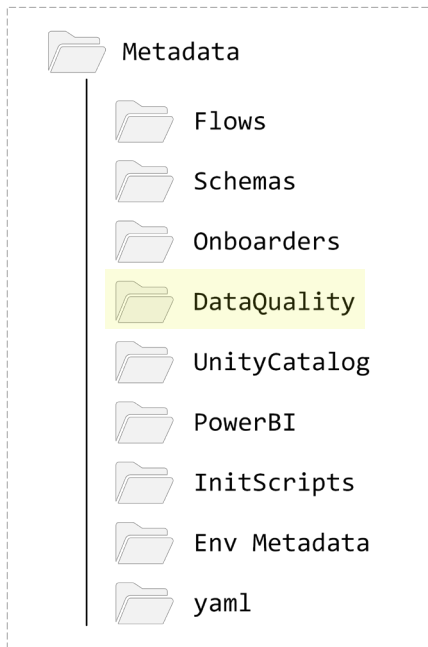 Metadata
Flows
Schemas
Onboarders
DataQuality
UnityCatalog
PowerBI
InitScripts
Env Metadata
yaml